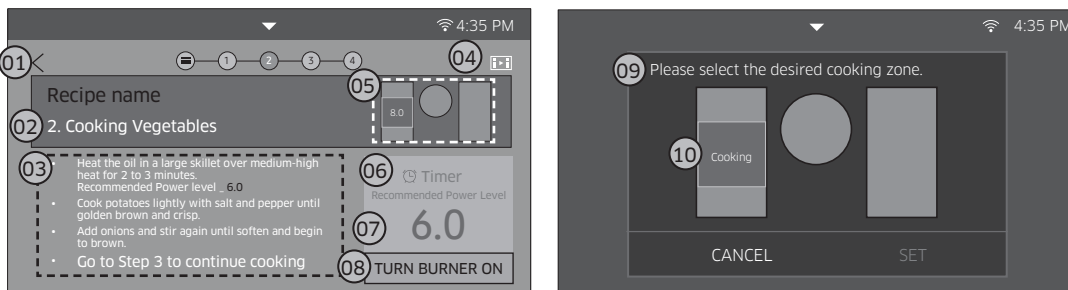 4:35 PM
01
1
2
3
4
04
05
Recipe name
8.0
02
2. Cooking Vegetables
03
• Heat the oil in a large skillet over medium-high
heat for 2 to 3 minutes.
Recommended Power level _ 6.0
• Cook potatoes lightly with salt and pepper until
golden brown and crisp.
• Add onions and stir again until soften and begin
to brown.
• Go to Step 3 to continue cooking
06
Timer
Recommended Power Level
07
6.0
08
TURN BURNER ON
4:35 PM
09
Please select the desired cooking zone.
10
Cooking
CANCEL
SET